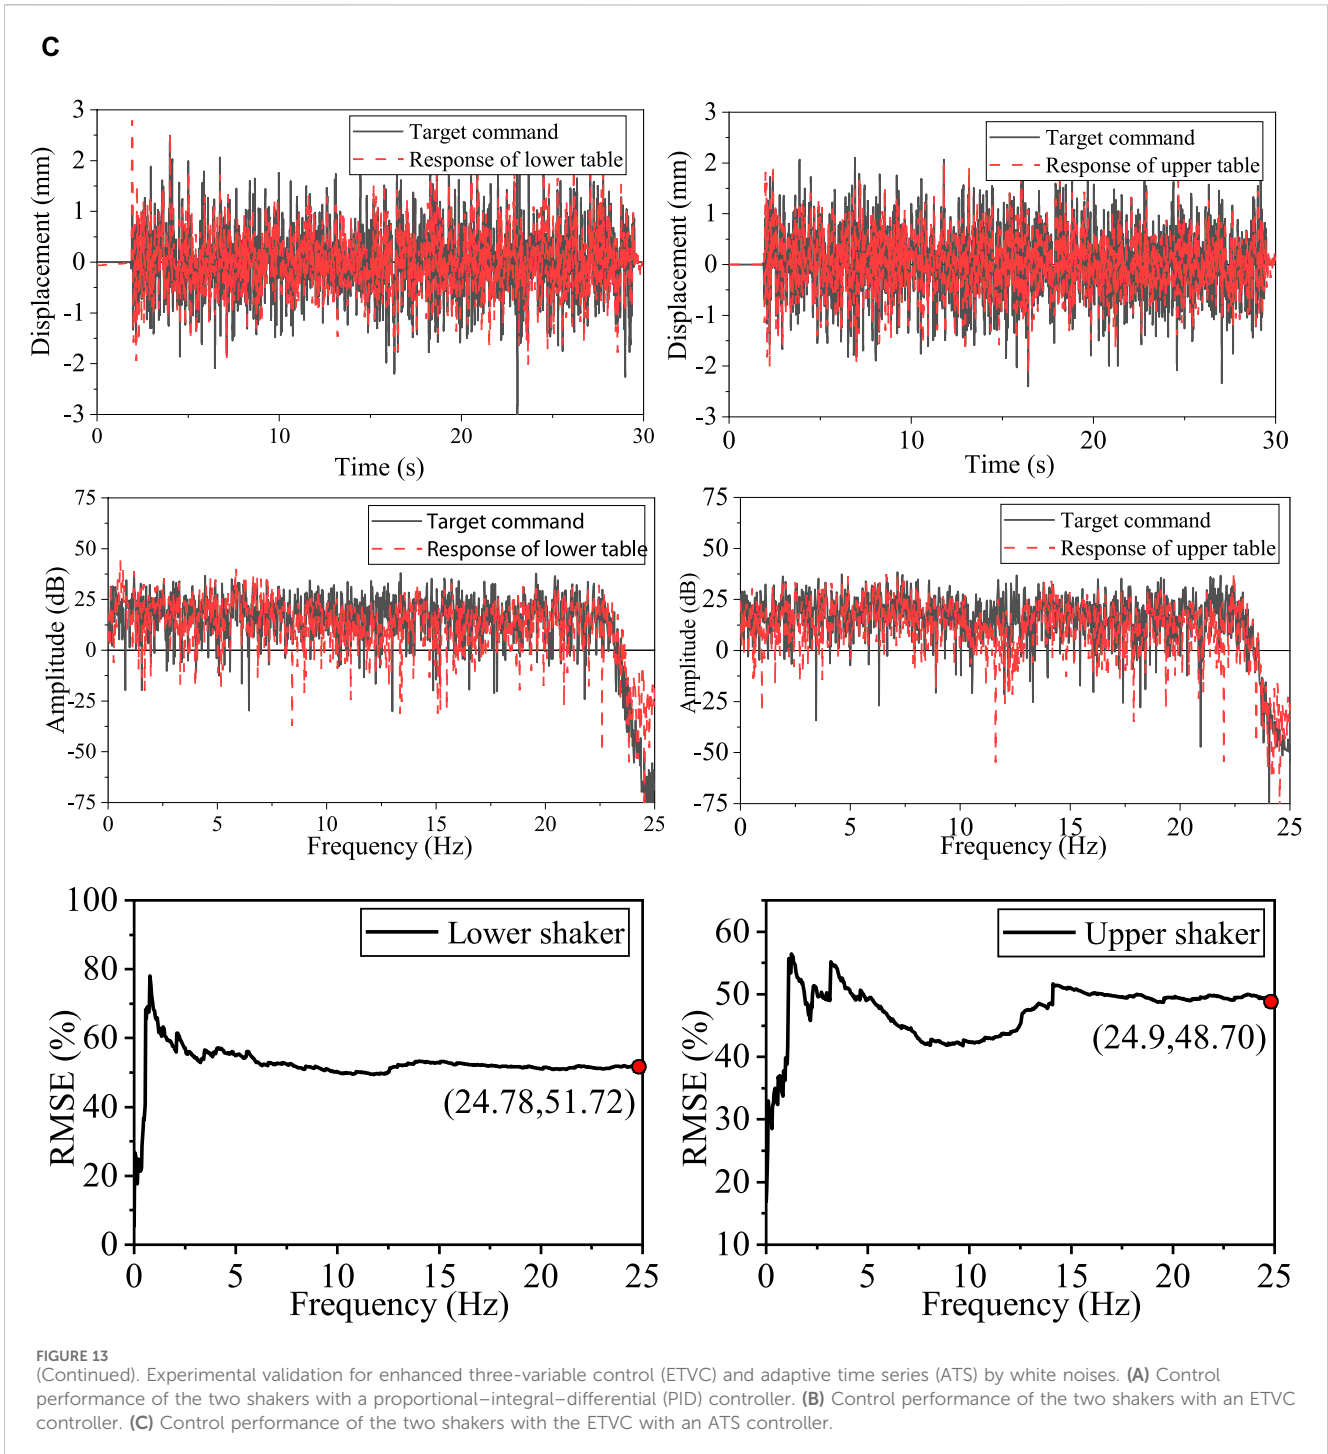 C
3
2
1
0
-1
-2
-3
Displacement (mm)
Target command
Response of lower table
0
10
20
30
Time (s)
3
2
1
0
-1
-2
-3
Displacement (mm)
Target command
Response of upper table
0
10
20
30
Time (s)
75
50
25
0
-25
-50
-75
Amplitude (dB)
Target command
Response of lower table
0
5
10
15
20
25
Frequency (Hz)
75
50
25
0
-25
-50
-75
Amplitude (dB)
Target command
Response of upper table
0
5
10
15
20
25
Frequency (Hz)
100
80
60
40
20
0
RMSE (%)
Lower shaker
(24.78,51.72)
0
5
10
15
20
25
Frequency (Hz)
60
50
40
30
20
10
RMSE (%)
Upper shaker
(24.9,48.70)
0
5
10
15
20
25
Frequency (Hz)
FIGURE 13
(Continued). Experimental validation for enhanced three-variable control (ETVC) and adaptive time series (ATS) by white noises. (A) Control
performance of the two shakers with a proportional–integral–differential (PID) controller. (B) Control performance of the two shakers with an ETVC
controller. (C) Control performance of the two shakers with the ETVC with an ATS controller.